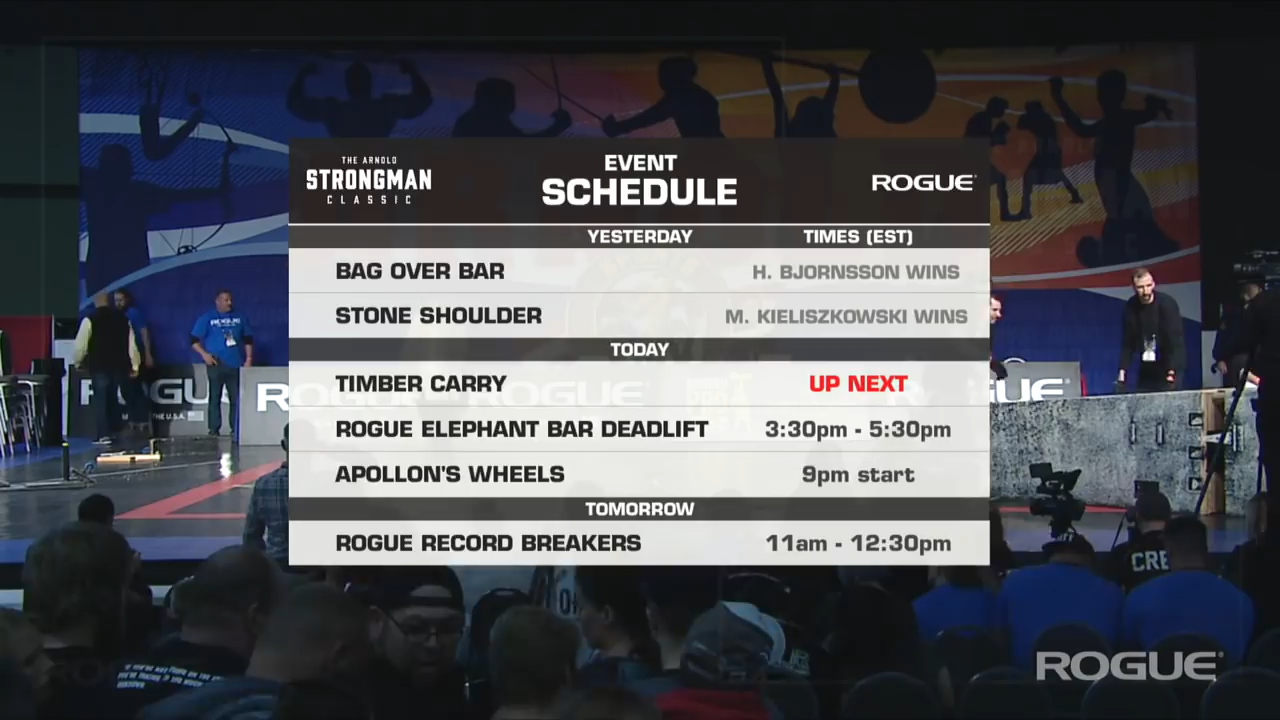 THE ARNOLD
STRONGMAN
CLASSIC
EVENT
SCHEDULE
ROGUE
YESTERDAY TIMES (EST)
BAG OVER BAR H. BJORNSSON WINS
STONE SHOULDER M. KIELISZKOWSKI WINS
TODAY
TIMBER CARRY UP NEXT
ROGUE ELEPHANT BAR DEADLIFT 3:30pm - 5:30pm
APOLLON'S WHEELS 9pm start
TOMORROW
ROGUE RECORD BREAKERS 11am - 12:30pm
ROGUE
CRE
ROGUE